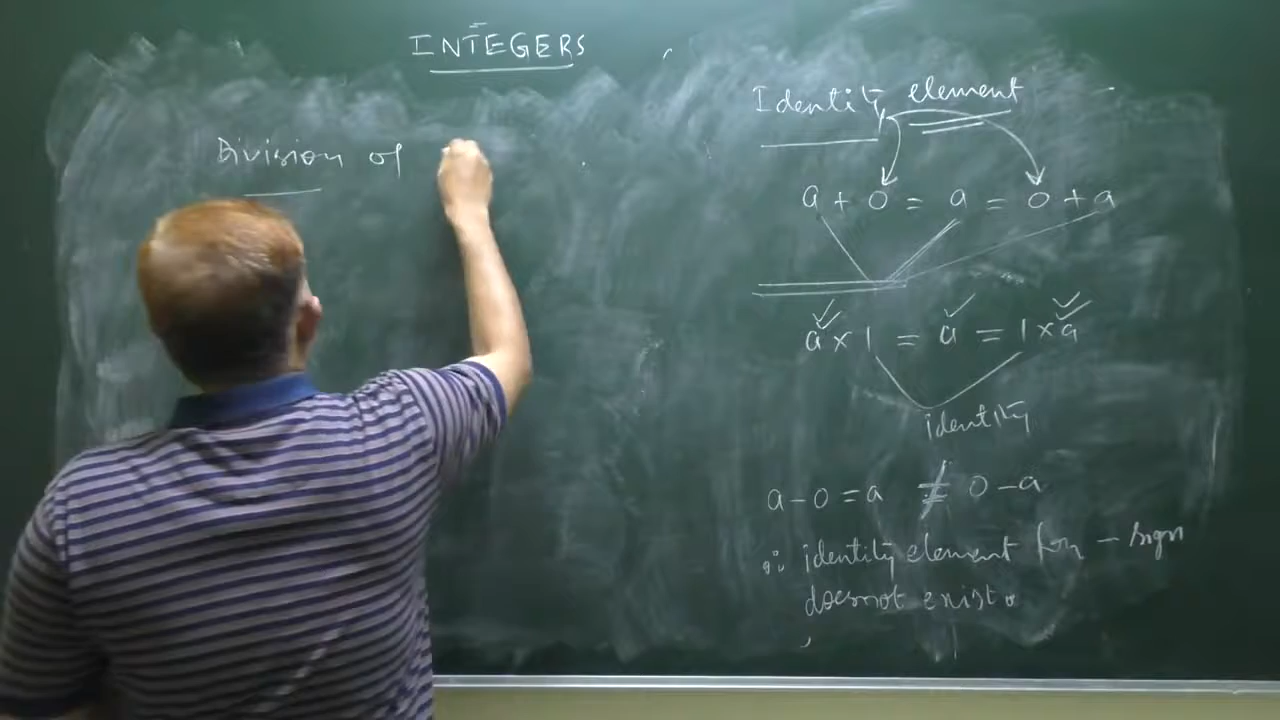 INTEGERS
Division of
Identity element
a + 0 = a = 0 + a
a × 1 = a = 1 × a
identity
a - 0 = a ≠ 0 - a
∴ identity element for - sign
doesnot exist.